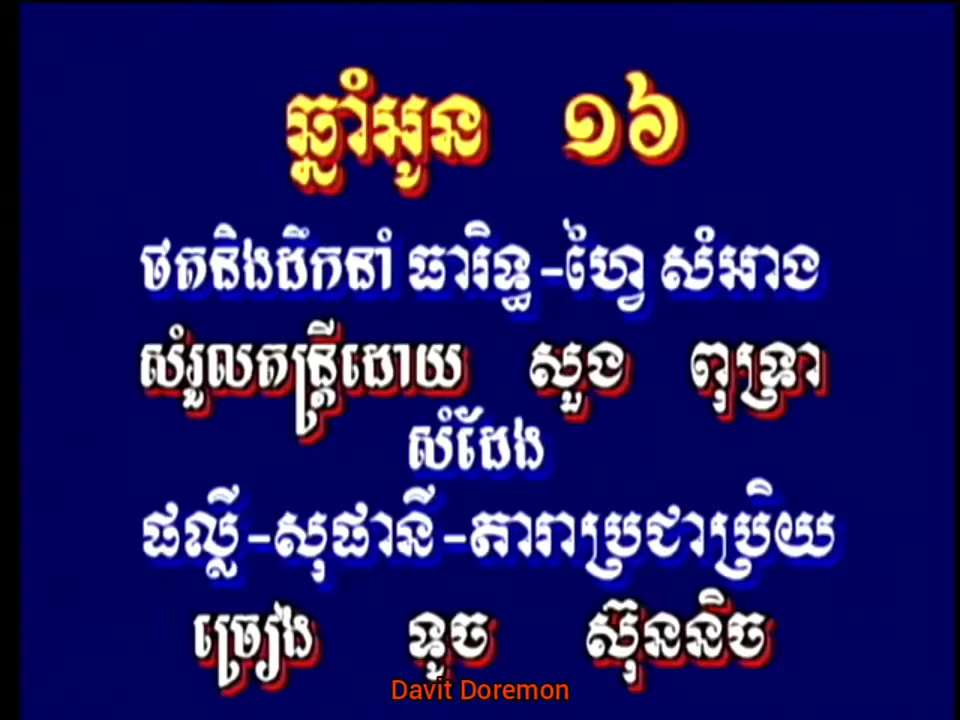 ឆ្នាំអូន ១៦
ថតនិងដឹកនាំ ធារិទ្ធ-ហ្វៃ សំអាង
សំរួលតន្ត្រីដោយ សួង ពុទ្រា
សំដែង
ផល្លី-សុផានី-តារាប្រជាប្រិយ
ច្រៀង ទូច ស៊ុននិច
Davit Doremon